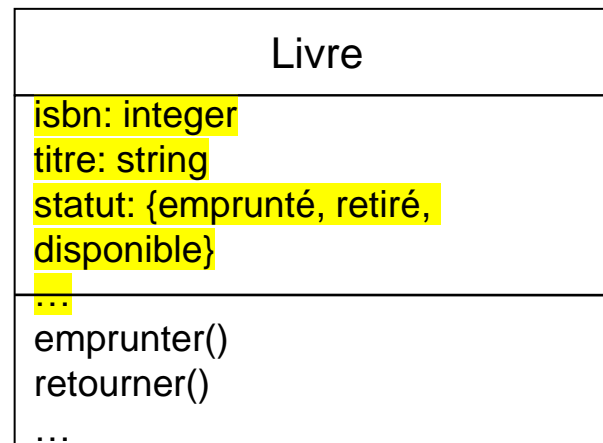 Livre
isbn: integer
titre: string
statut: {emprunté, retiré,
disponible}
…
emprunter()
retourner()
…